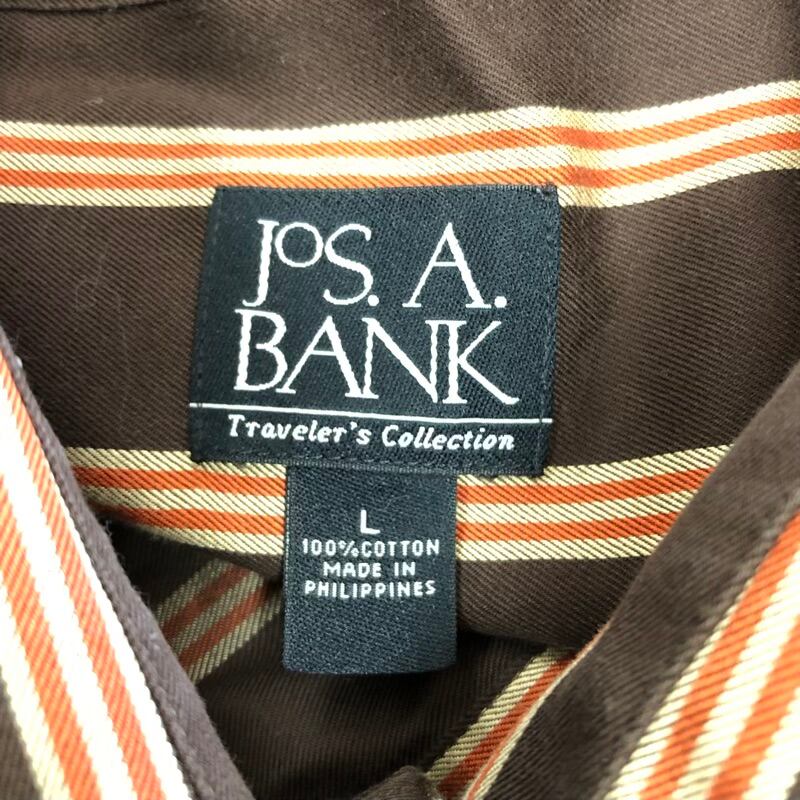 JoS. A.
BANK
Traveler's Collection
L
100% COTTON
MADE IN
PHILIPPINES